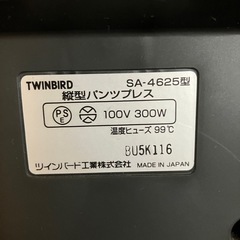 TWINBIRD SA-4625型
縦型パンツプレス
PSE 100V 300W
温度ヒューズ 99℃
BU5K116
ツインバード工業株式会社 MADE IN JAPAN